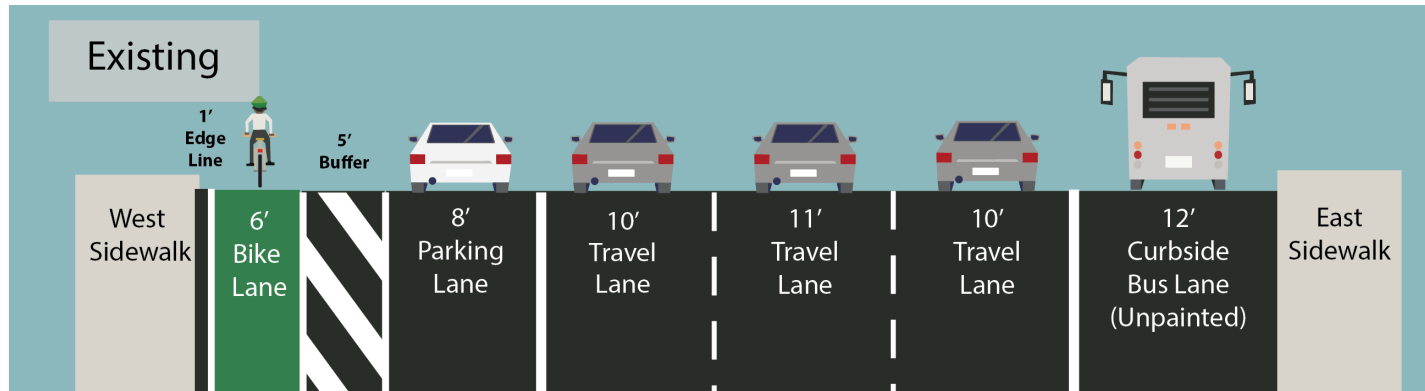 Existing
1’
Edge
Line
5’
Buffer
West
Sidewalk
6’
Bike
Lane
8’
Parking
Lane
10’
Travel
Lane
11’
Travel
Lane
10’
Travel
Lane
12’
Curbside
Bus Lane
(Unpainted)
East
Sidewalk